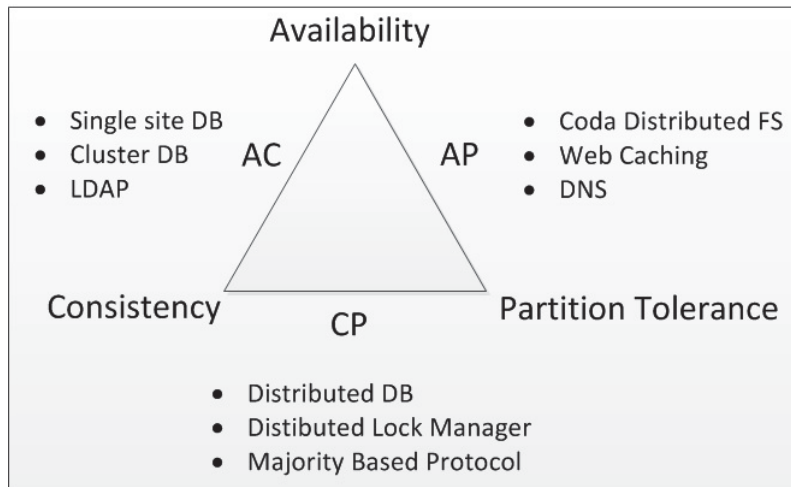 Availability
• Single site DB
• Cluster DB
• LDAP
AC
AP
• Coda Distributed FS
• Web Caching
• DNS
Consistency
Partition Tolerance
CP
• Distributed DB
• Distibuted Lock Manager
• Majority Based Protocol